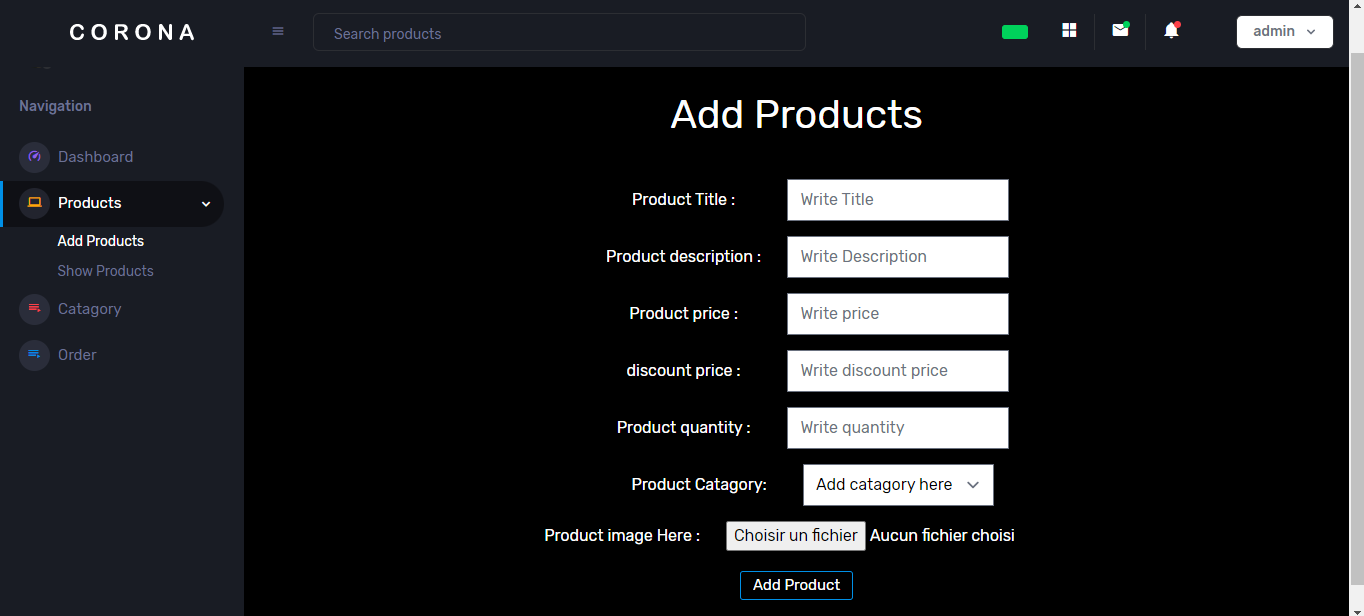 CORONA
Search products
admin
Navigation
Dashboard
Products
Add Products
Show Products
Catagory
Order
Add Products
Product Title : Write Title
Product description : Write Description
Product price : Write price
discount price : Write discount price
Product quantity : Write quantity
Product Catagory: Add catagory here
Product image Here : Choisir un fichier Aucun fichier choisi
Add Product